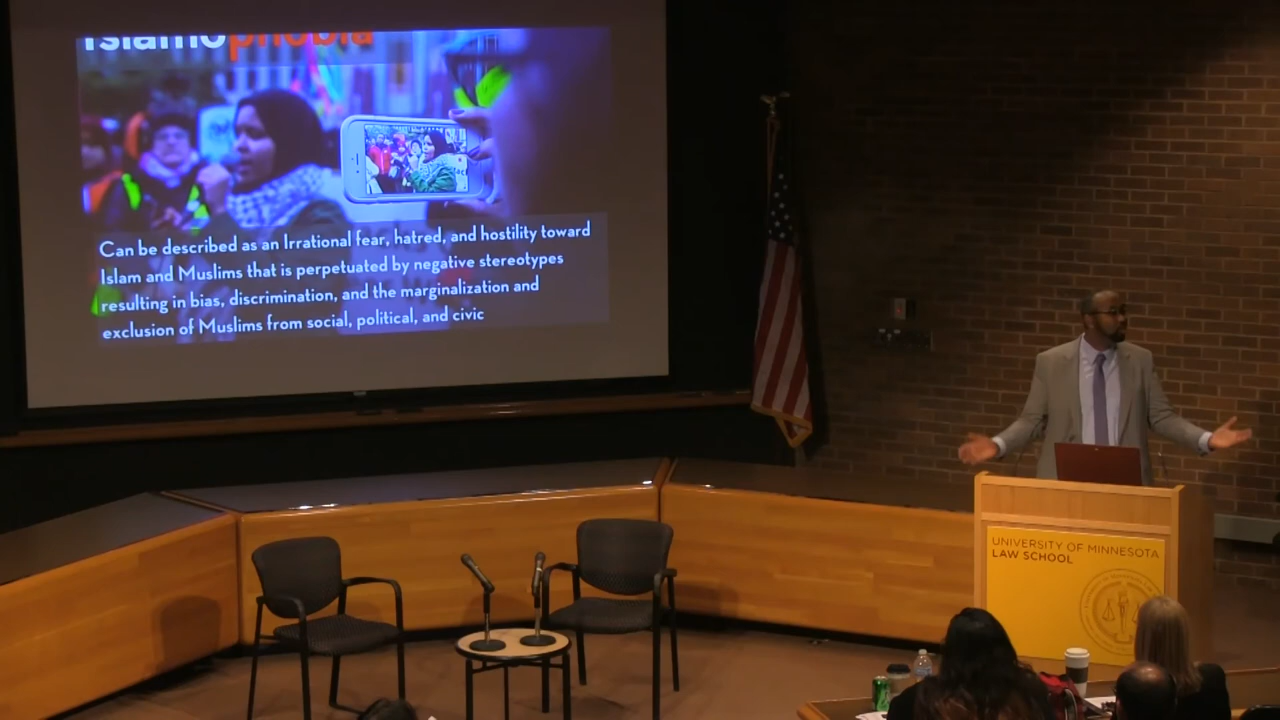 Islamophobia
Can be described as an Irrational fear, hatred, and hostility toward
Islam and Muslims that is perpetuated by negative stereotypes
resulting in bias, discrimination, and the marginalization and
exclusion of Muslims from social, political, and civic
UNIVERSITY OF MINNESOTA
LAW SCHOOL